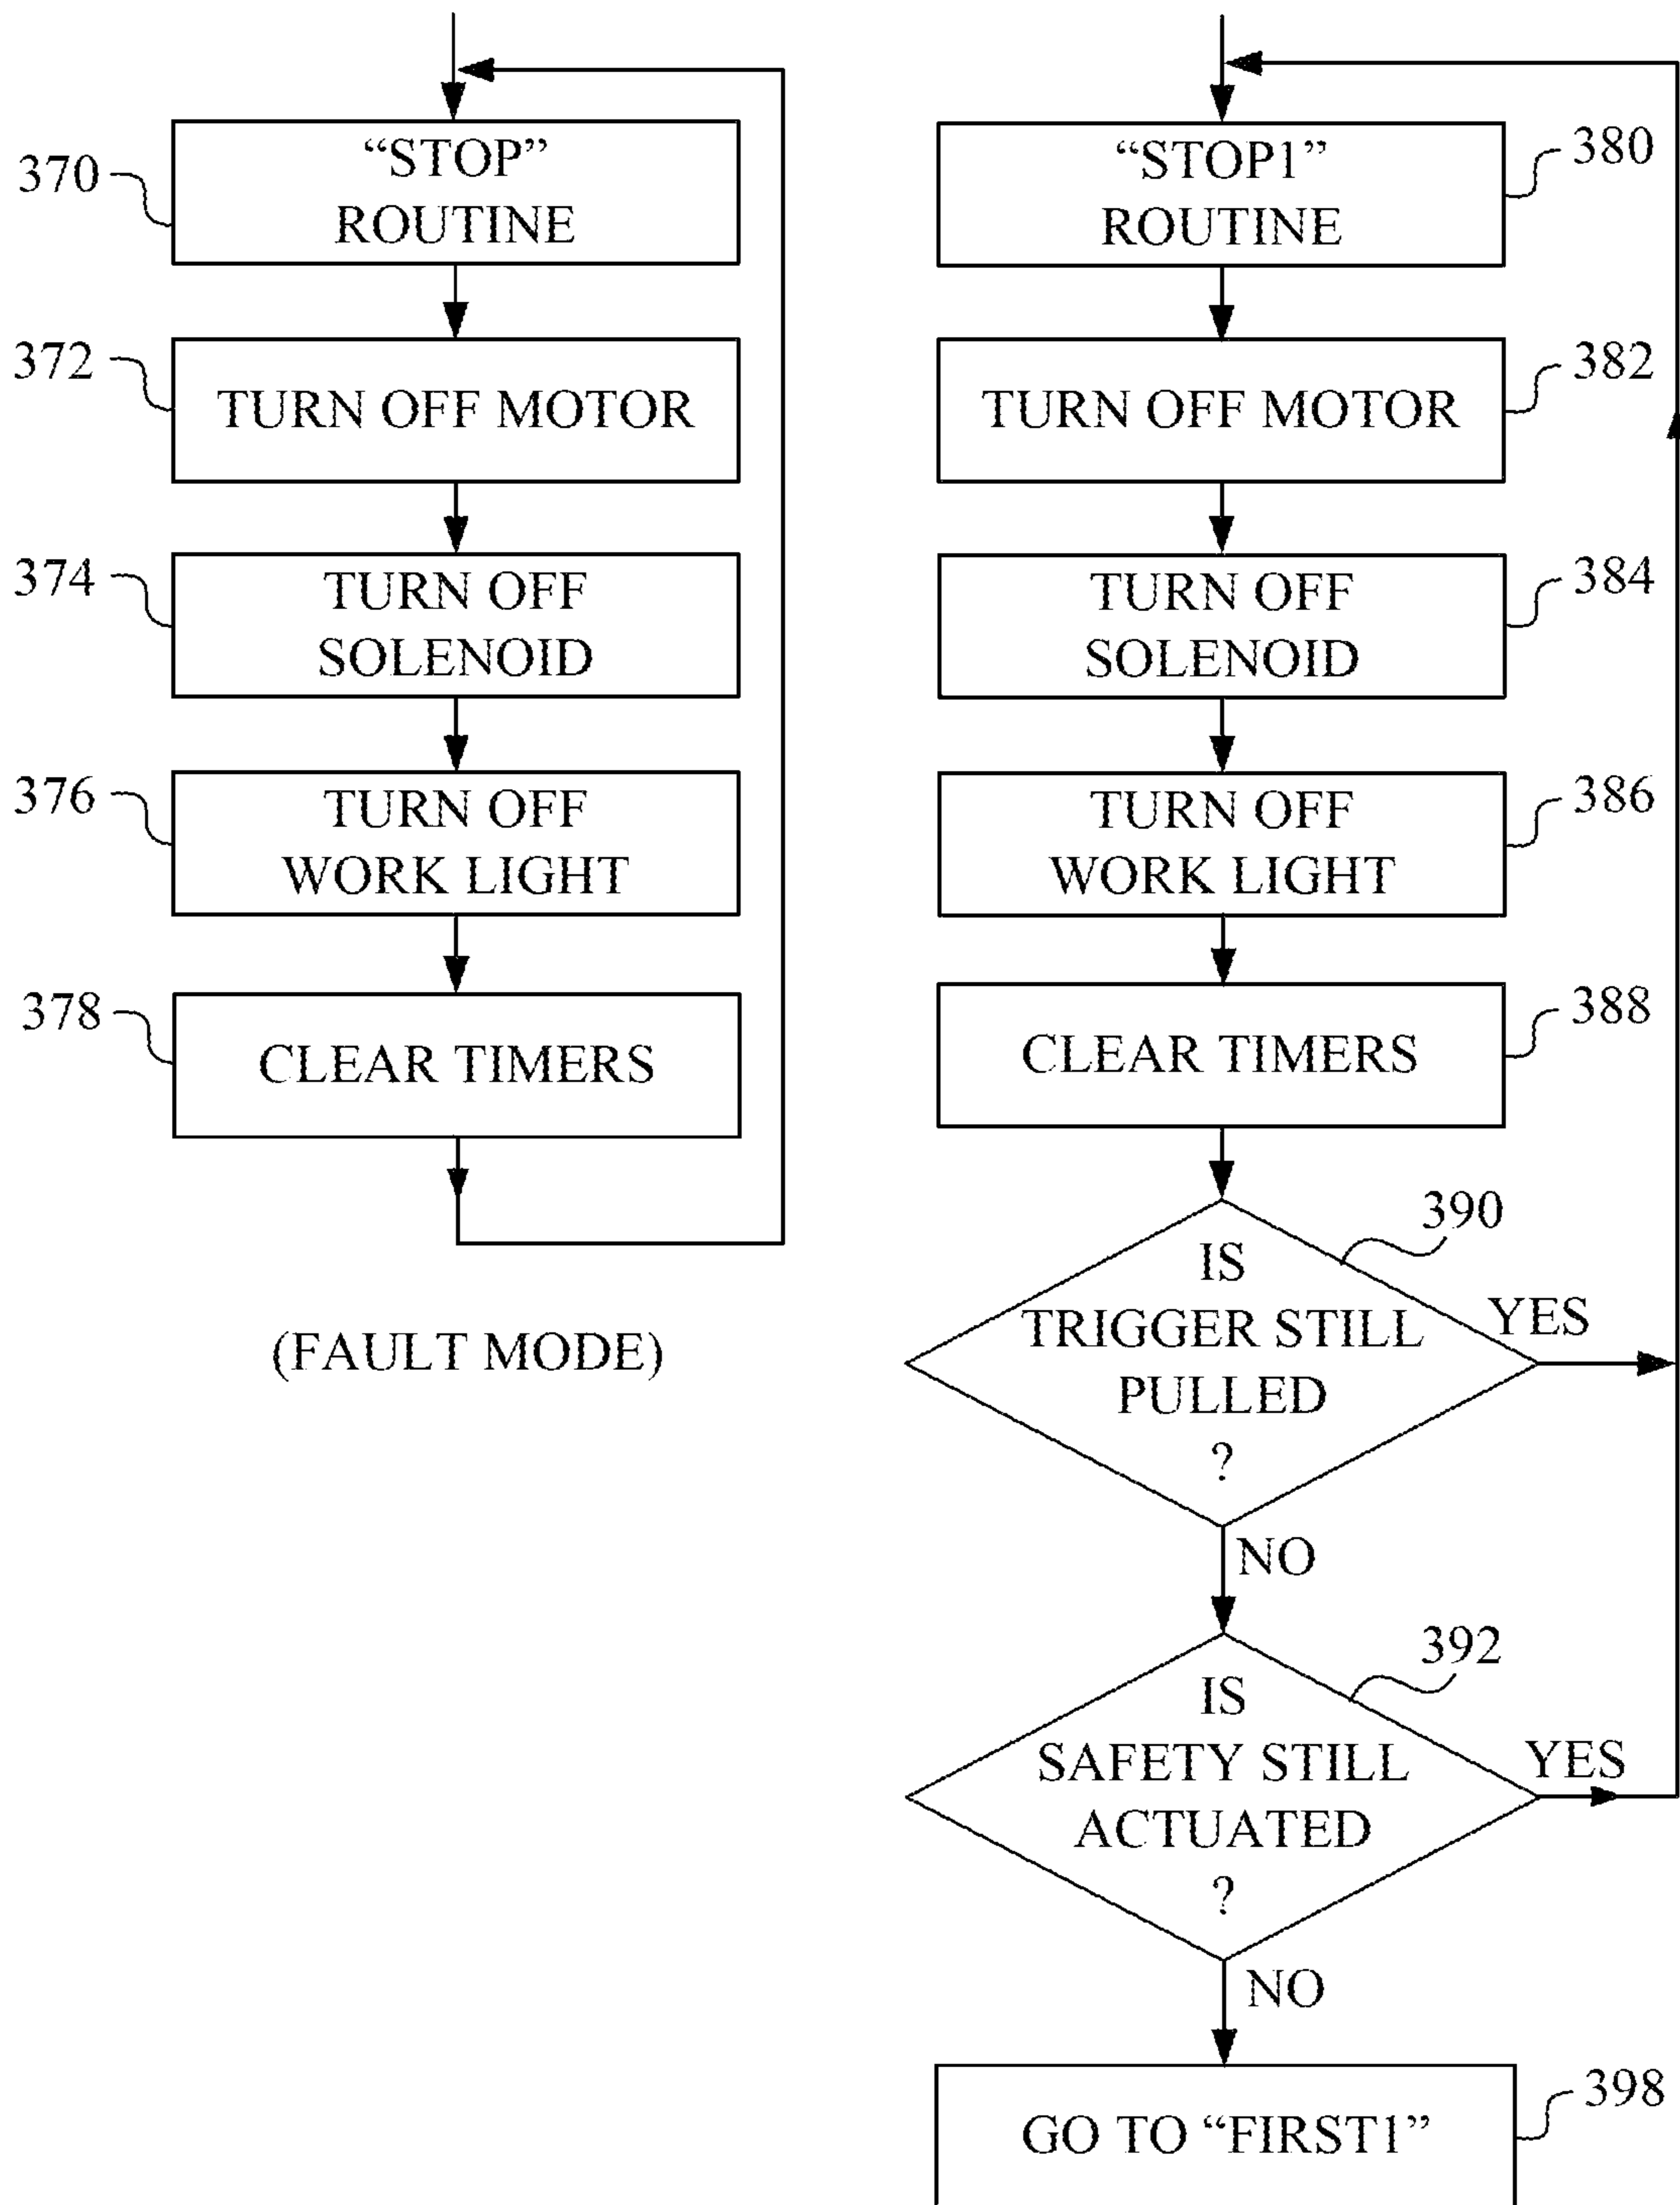 370
“STOP”
ROUTINE
372
TURN OFF MOTOR
374
TURN OFF
SOLENOID
376
TURN OFF
WORK LIGHT
378
CLEAR TIMERS
(FAULT MODE)
“STOP1”
ROUTINE
380
TURN OFF MOTOR
382
TURN OFF
SOLENOID
384
TURN OFF
WORK LIGHT
386
CLEAR TIMERS
388
390
IS
TRIGGER STILL
PULLED
?
YES
NO
392
IS
SAFETY STILL
ACTUATED
?
YES
NO
GO TO “FIRST1”
398